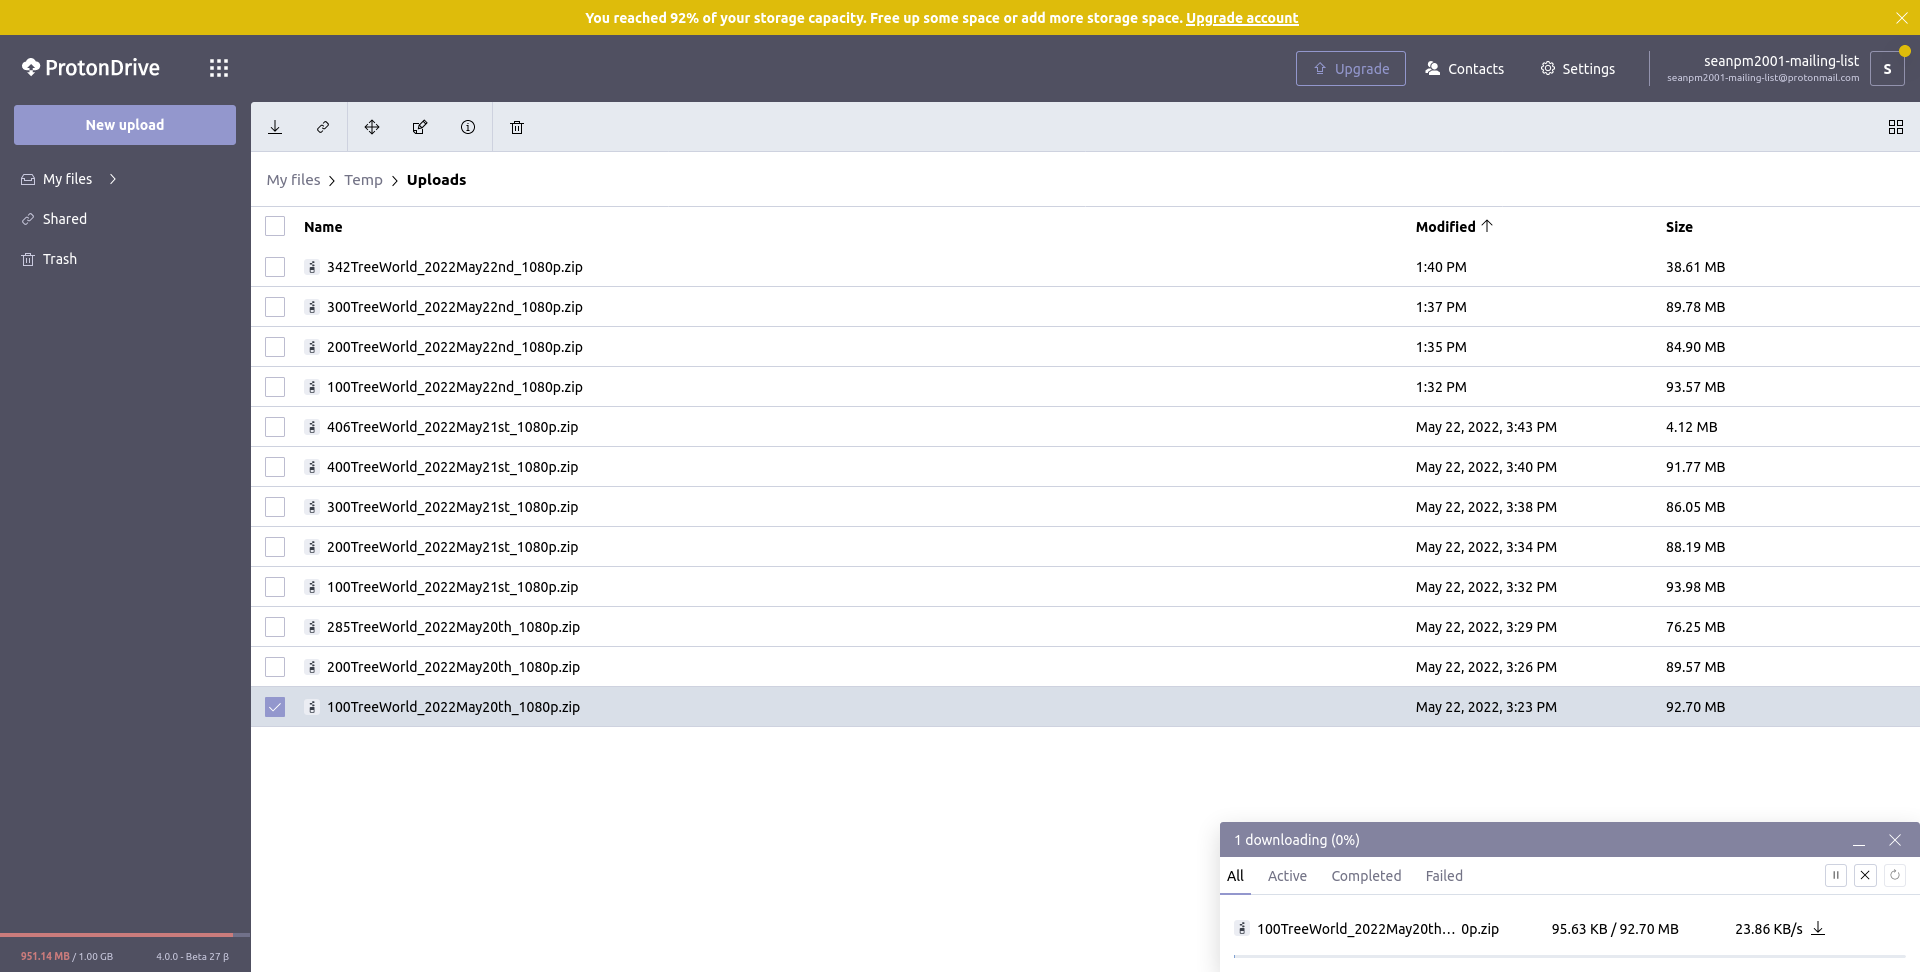 You reached 92% of your storage capacity. Free up some space or add more storage space. Upgrade account
ProtonDrive
Upgrade
Contacts
Settings
seanpm2001-mailing-list
seanpm2001-mailing-list@protonmail.com
S
New upload
My files
Shared
Trash
My files > Temp > Uploads
Name Modified Size
342TreeWorld_2022May22nd_1080p.zip 1:40 PM 38.61 MB
300TreeWorld_2022May22nd_1080p.zip 1:37 PM 89.78 MB
200TreeWorld_2022May22nd_1080p.zip 1:35 PM 84.90 MB
100TreeWorld_2022May22nd_1080p.zip 1:32 PM 93.57 MB
406TreeWorld_2022May21st_1080p.zip May 22, 2022, 3:43 PM 4.12 MB
400TreeWorld_2022May21st_1080p.zip May 22, 2022, 3:40 PM 91.77 MB
300TreeWorld_2022May21st_1080p.zip May 22, 2022, 3:38 PM 86.05 MB
200TreeWorld_2022May21st_1080p.zip May 22, 2022, 3:34 PM 88.19 MB
100TreeWorld_2022May21st_1080p.zip May 22, 2022, 3:32 PM 93.98 MB
285TreeWorld_2022May20th_1080p.zip May 22, 2022, 3:29 PM 76.25 MB
200TreeWorld_2022May20th_1080p.zip May 22, 2022, 3:26 PM 89.57 MB
100TreeWorld_2022May20th_1080p.zip May 22, 2022, 3:23 PM 92.70 MB
1 downloading (0%)
All Active Completed Failed
100TreeWorld_2022May20th… 0p.zip 95.63 KB / 92.70 MB 23.86 KB/s
951.14 MB / 1.00 GB 4.0.0 - Beta 27 β